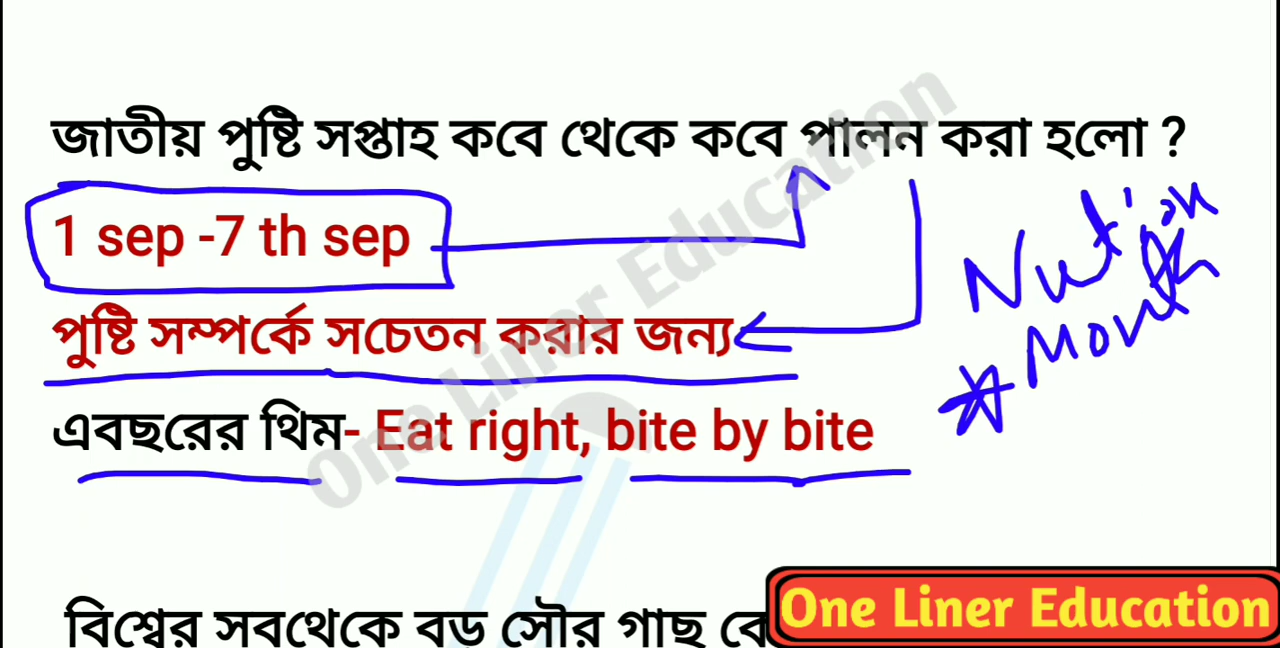 জাতীয় পুষ্টি সপ্তাহ কবে থেকে কবে পালন করা হলো ?
1 sep -7 th sep
পুষ্টি সম্পর্কে সচেতন করার জন্য
এবছরের থিম- Eat right, bite by bite
Nutrition
Month
বিশ্বের সবথেকে বড় সৌর গাছ
One Liner Education
One Liner Education